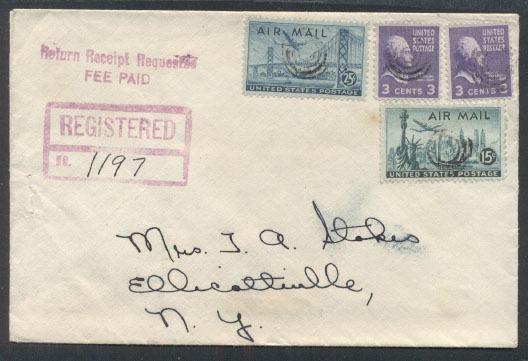 Return Receipt Requested
FEE PAID
REGISTERED
NR. 1197
AIR MAIL
25¢
UNITED STATES POSTAGE
UNITED
STATES
POSTAGE
3 CENTS 3
UNITED
STATES
POSTAGE
3 CENTS 3
AIR MAIL
15¢
UNITED STATES POSTAGE
Mrs. T. A. Stokes
Ellicottville,
N. Y.